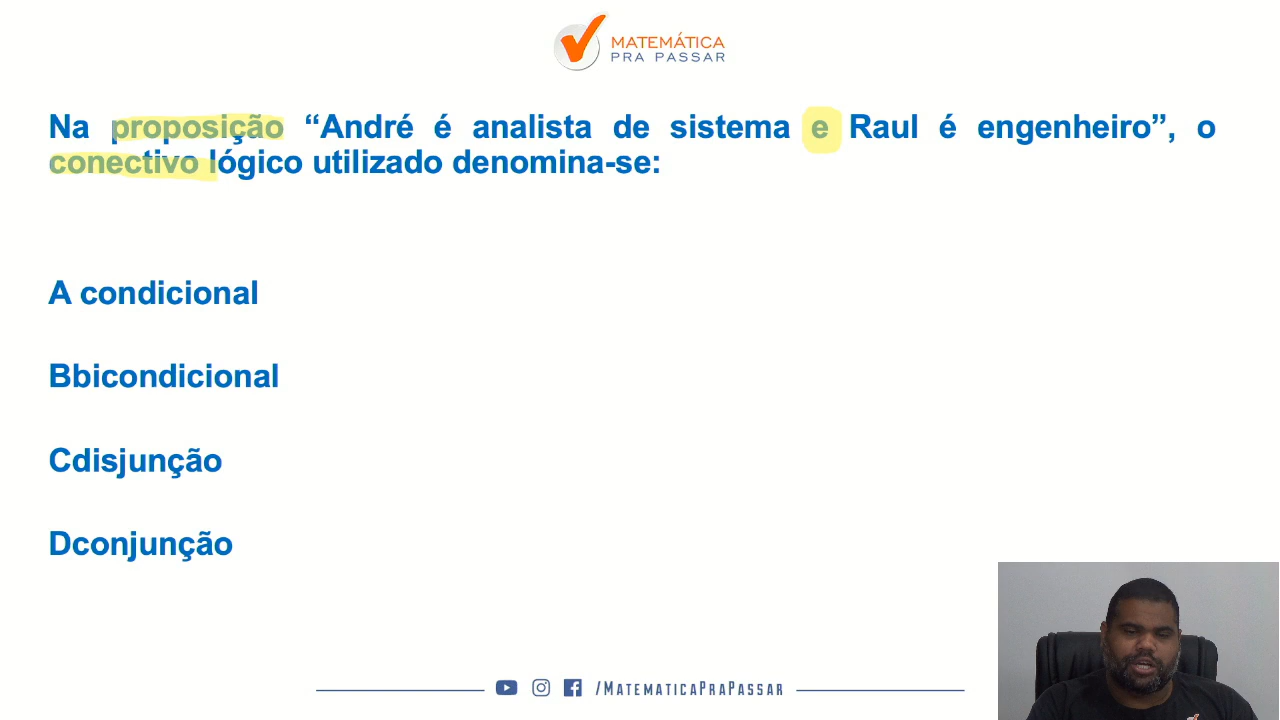 MATEMÁTICA
PRA PASSAR
Na proposição “André é analista de sistema e Raul é engenheiro”, o
conectivo lógico utilizado denomina-se:
A condicional
Bbicondicional
Cdisjunção
Dconjunção
/MATEMATICAPRAPASSAR